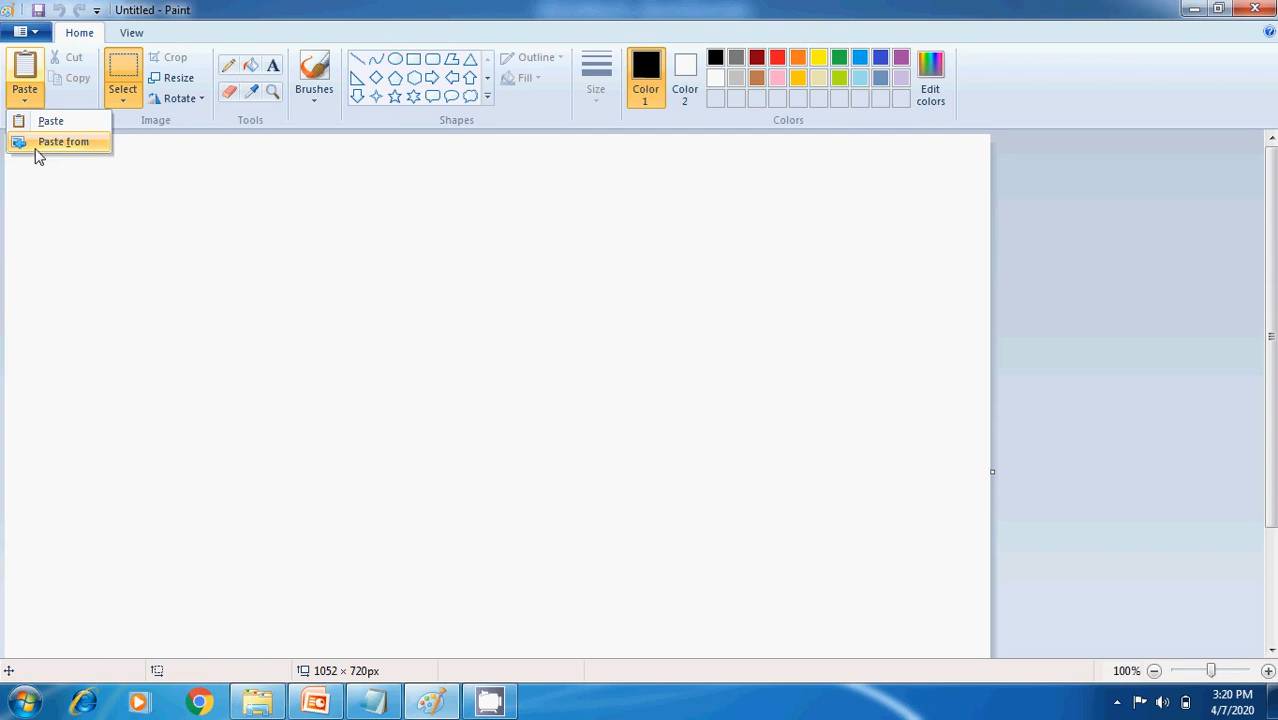 Untitled - Paint
Home
View
Paste
Cut
Copy
Select
Crop
Resize
Rotate
Image
Tools
Brushes
Shapes
Outline
Fill
Size
Color 1
Color 2
Edit colors
Colors
Paste
Paste from
1052 × 720px
100%
3:20 PM
4/7/2020